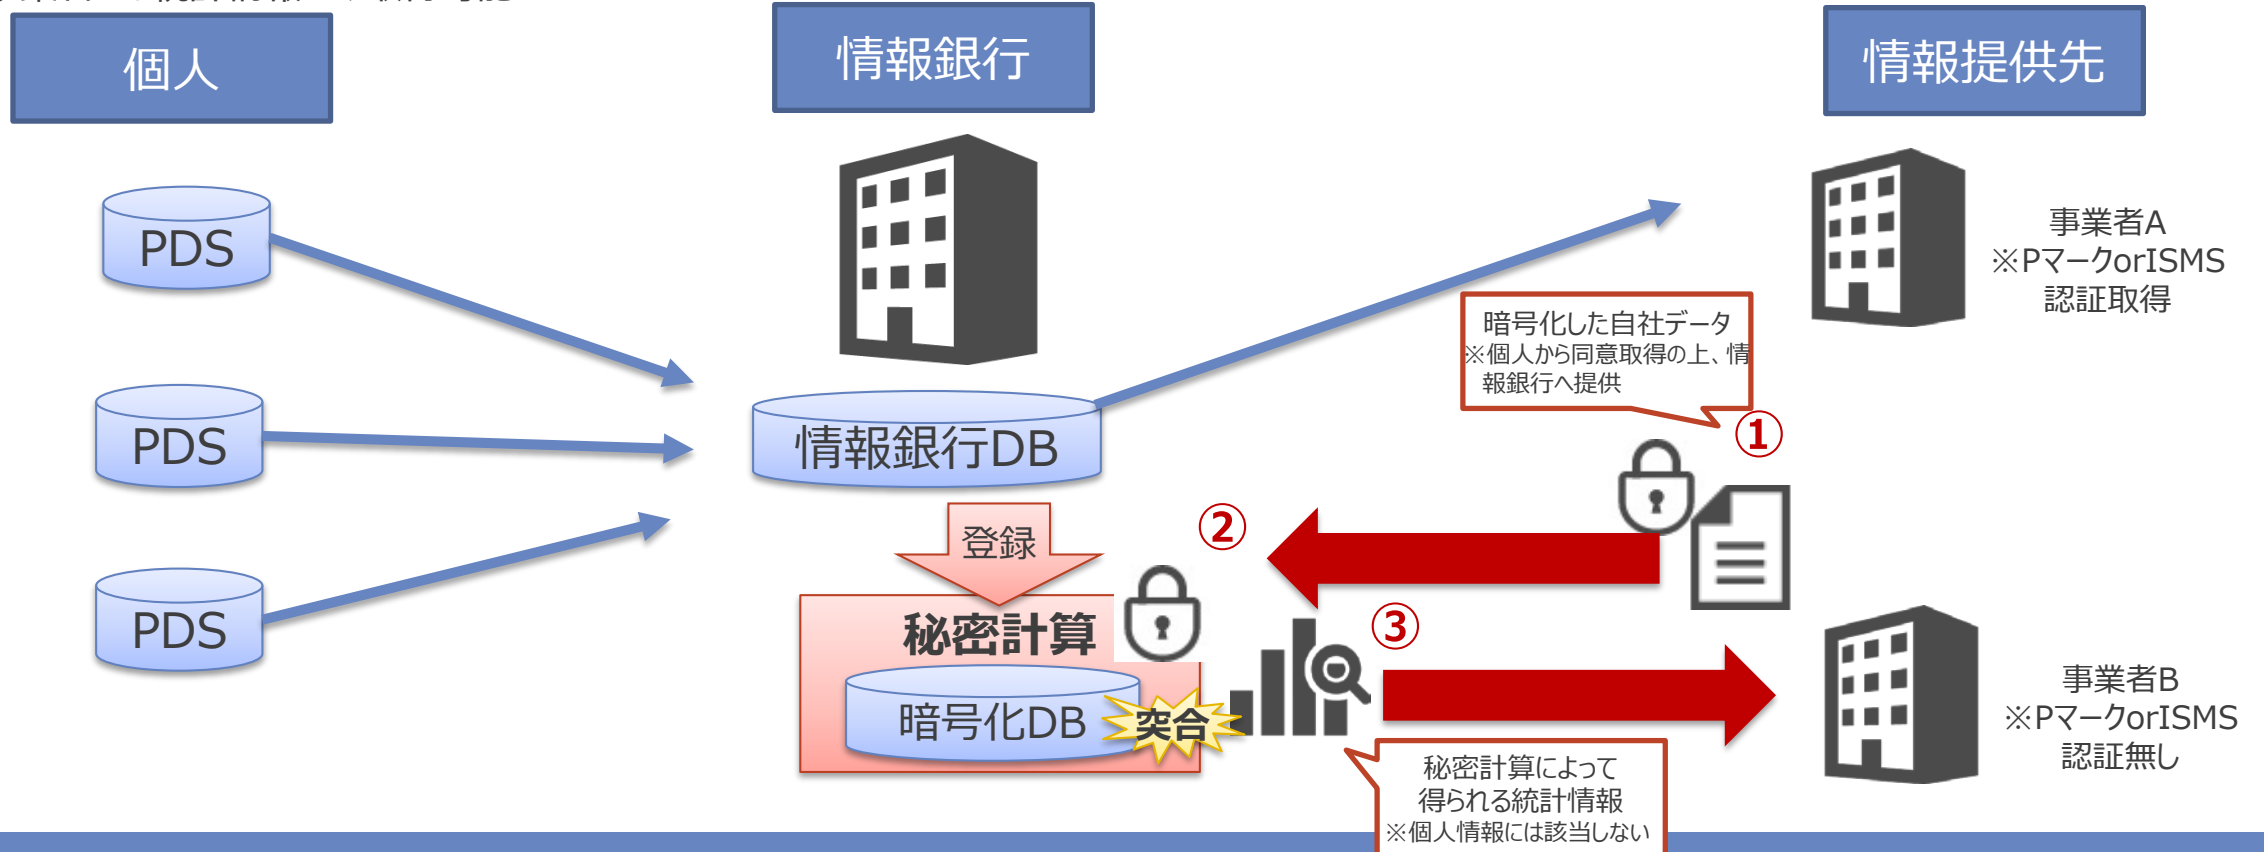 個人
情報銀行
情報提供先
PDS
PDS
PDS
情報銀行DB
登録
秘密計算
暗号化DB
突合
事業者A
※PマークorISMS
認証取得
暗号化した自社データ
※個人から同意取得の上、情
報銀行へ提供
①
②
③
事業者B
※PマークorISMS
認証無し
秘密計算によって
得られる統計情報
※個人情報には該当しない